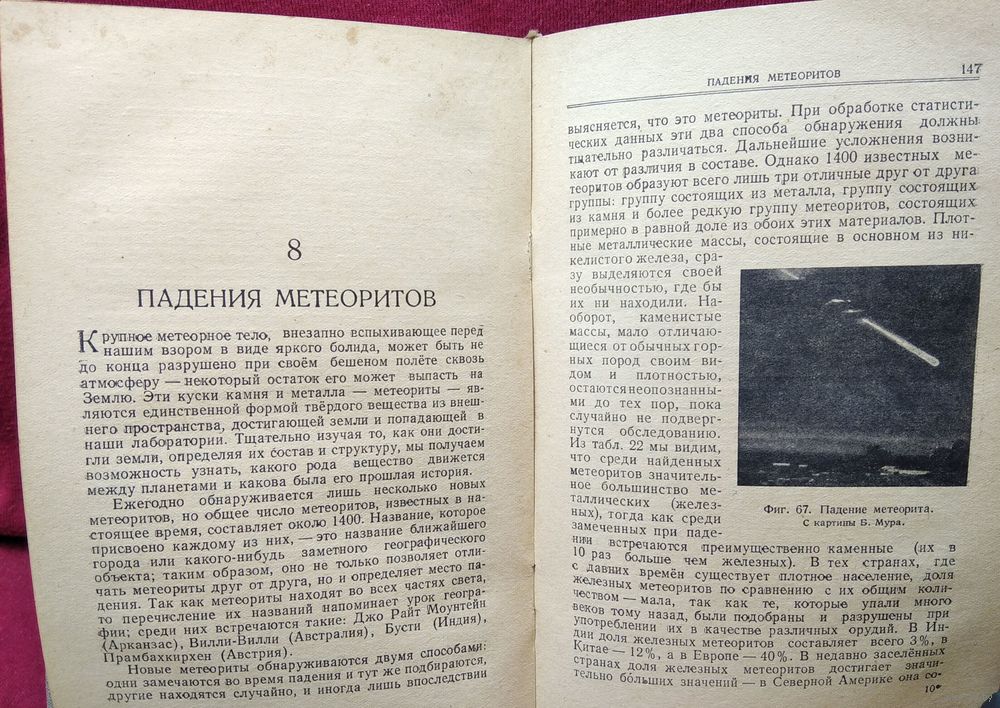 8
ПАДЕНИЯ МЕТЕОРИТОВ
Крупное метеорное тело, внезапно вспыхивающее перед
нашим взором в виде яркого болида, может быть не
до конца разрушено при своём бешеном полёте сквозь
атмосферу — некоторый остаток его может выпасть на
Землю. Эти куски камня и металла — метеориты — яв-
ляются единственной формой твёрдого вещества из внеш-
него пространства, достигающей земли и попадающей в
наши лаборатории. Тщательно изучая то, как они дости-
гли земли, определяя их состав и структуру, мы получаем
возможность узнать, какого рода вещество движется
между планетами и какова была его прошлая история.
Ежегодно обнаруживается лишь несколько новых
метеоритов, но общее число метеоритов, известных в на-
стоящее время, составляет около 1400. Название, которое
присвоено каждому из них, — это название ближайшего
города или какого-нибудь заметного географического
объекта; таким образом, оно не только позволяет отли-
чать метеориты друг от друга, но и определяет место па-
дения. Так как метеориты находят во всех частях света,
то перечисление их названий напоминает урок геогра-
фии; среди них встречаются такие: Джо Райт Моунтейн
(Арканзас), Вилли-Вилли (Австралия), Бусти (Индия),
Прамбахкирхен (Австрия).
Новые метеориты обнаруживаются двумя способами:
одни замечаются во время падения и тут же подбираются,
другие находятся случайно, и иногда лишь впоследствии
ПАДЕНИЯ МЕТЕОРИТОВ 147
выясняется, что это метеориты. При обработке статисти-
ческих данных эти два способа обнаружения должны
тщательно различаться. Дальнейшие усложнения возни-
кают от различия в составе. Однако 1400 известных ме-
теоритов образуют всего лишь три отличные друг от друга
группы: группу состоящих из металла, группу состоящих
из камня и более редкую группу метеоритов, состоящих
примерно в равной доле из обоих этих материалов. Плот-
ные металлические массы, состоящие в основном из ни-
келистого железа, сра-
зу выделяются своей
необычностью, где бы
их ни находили. На-
оборот, каменистые
массы, мало отличаю-
щиеся от обычных гор-
ных пород своим ви-
дом и плотностью,
остаются неопознанны-
ми до тех пор, пока
случайно не подверг-
нутся обследованию.
Из табл. 22 мы видим,
что среди найденных
метеоритов значитель-
ное большинство ме-
таллических (желез-
ных), тогда как среди
замеченных при паде-
Фиг. 67. Падение метеорита.
С картины Б. Мура.
нии встречаются преимущественно каменные (их в
10 раз больше чем железных). В тех странах, где
с давних времён существует плотное население, доля
железных метеоритов по сравнению с их общим коли-
чеством — мала, так как те, которые упали много
веков тому назад, были подобраны и разрушены при
употреблении их в качестве различных орудий. В Ин-
дии доля железных метеоритов составляет всего 3%, в
Китае — 12%, а в Европе — 40%. В недавно заселённых
странах доля железных метеоритов достигает значи-
тельно бо́льших значений — в Северной Америке она со-
10*